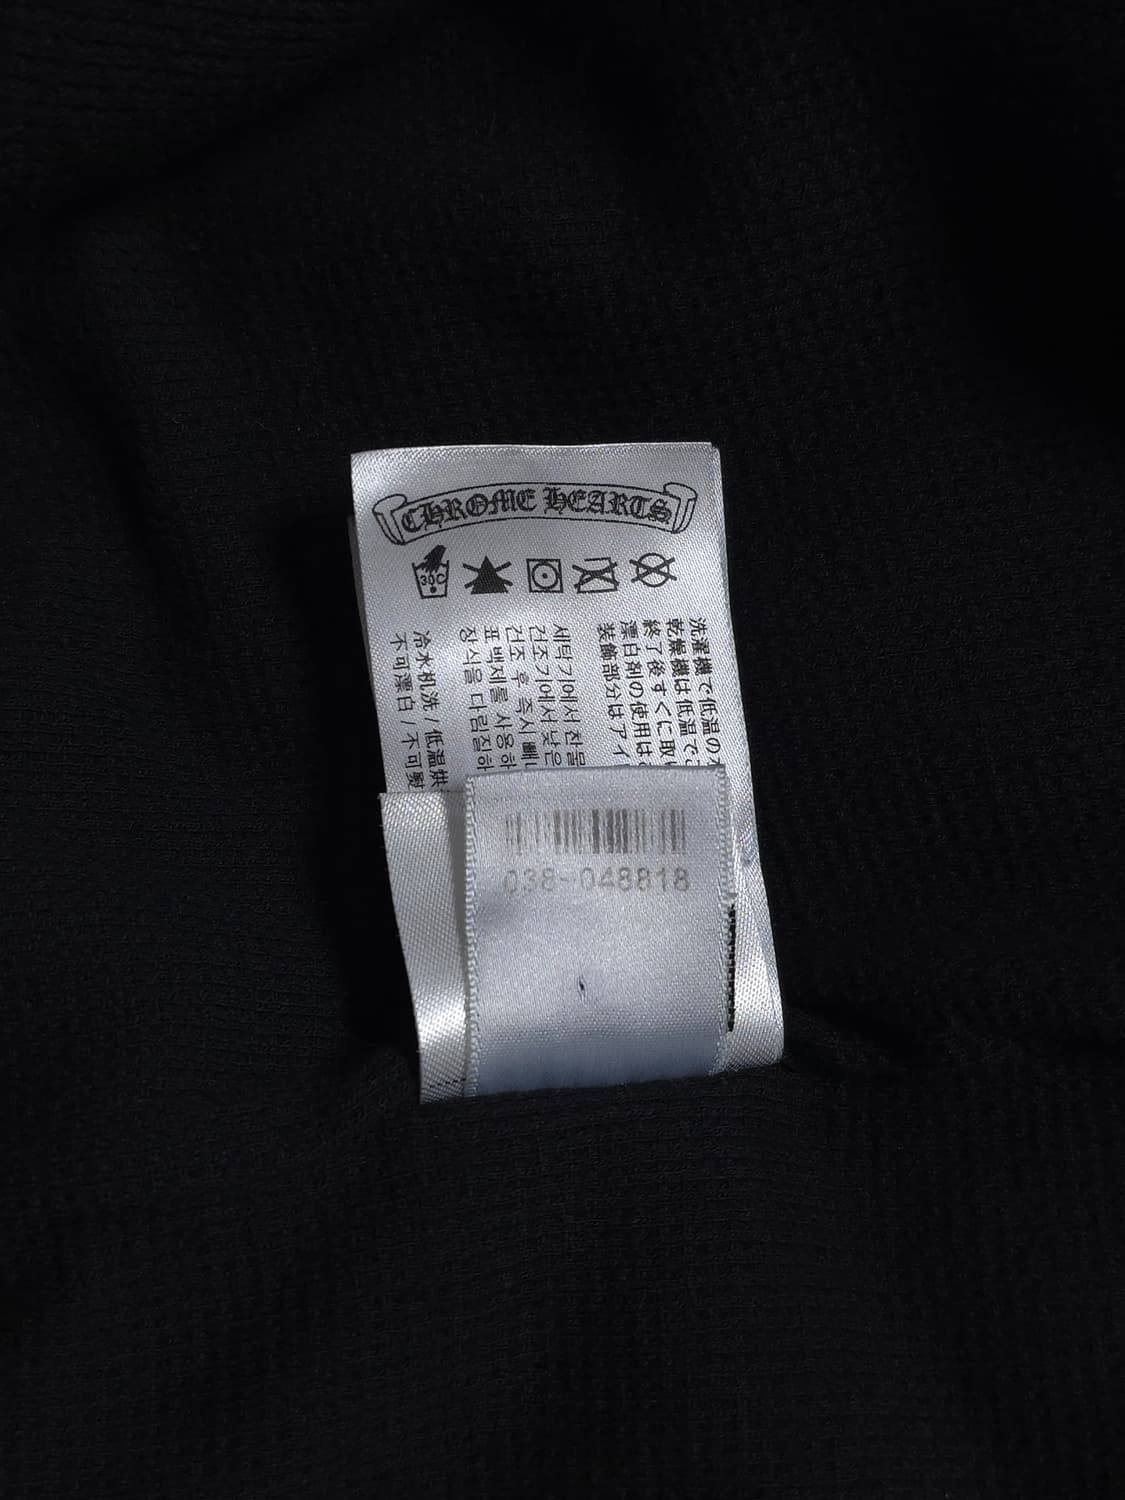 CHROME HEARTS
30C
洗濯機で低温の
乾燥機は低温で
終了後すぐに取
漂白剤の使用は
装飾部分はアイ
세탁기에서 찬물
건조기에서 낮은
건조 후 즉시 빼
표백제를 사용하
장식을 다림질하
冷水机洗 / 低温烘
不可漂白 / 不可熨
038-048818